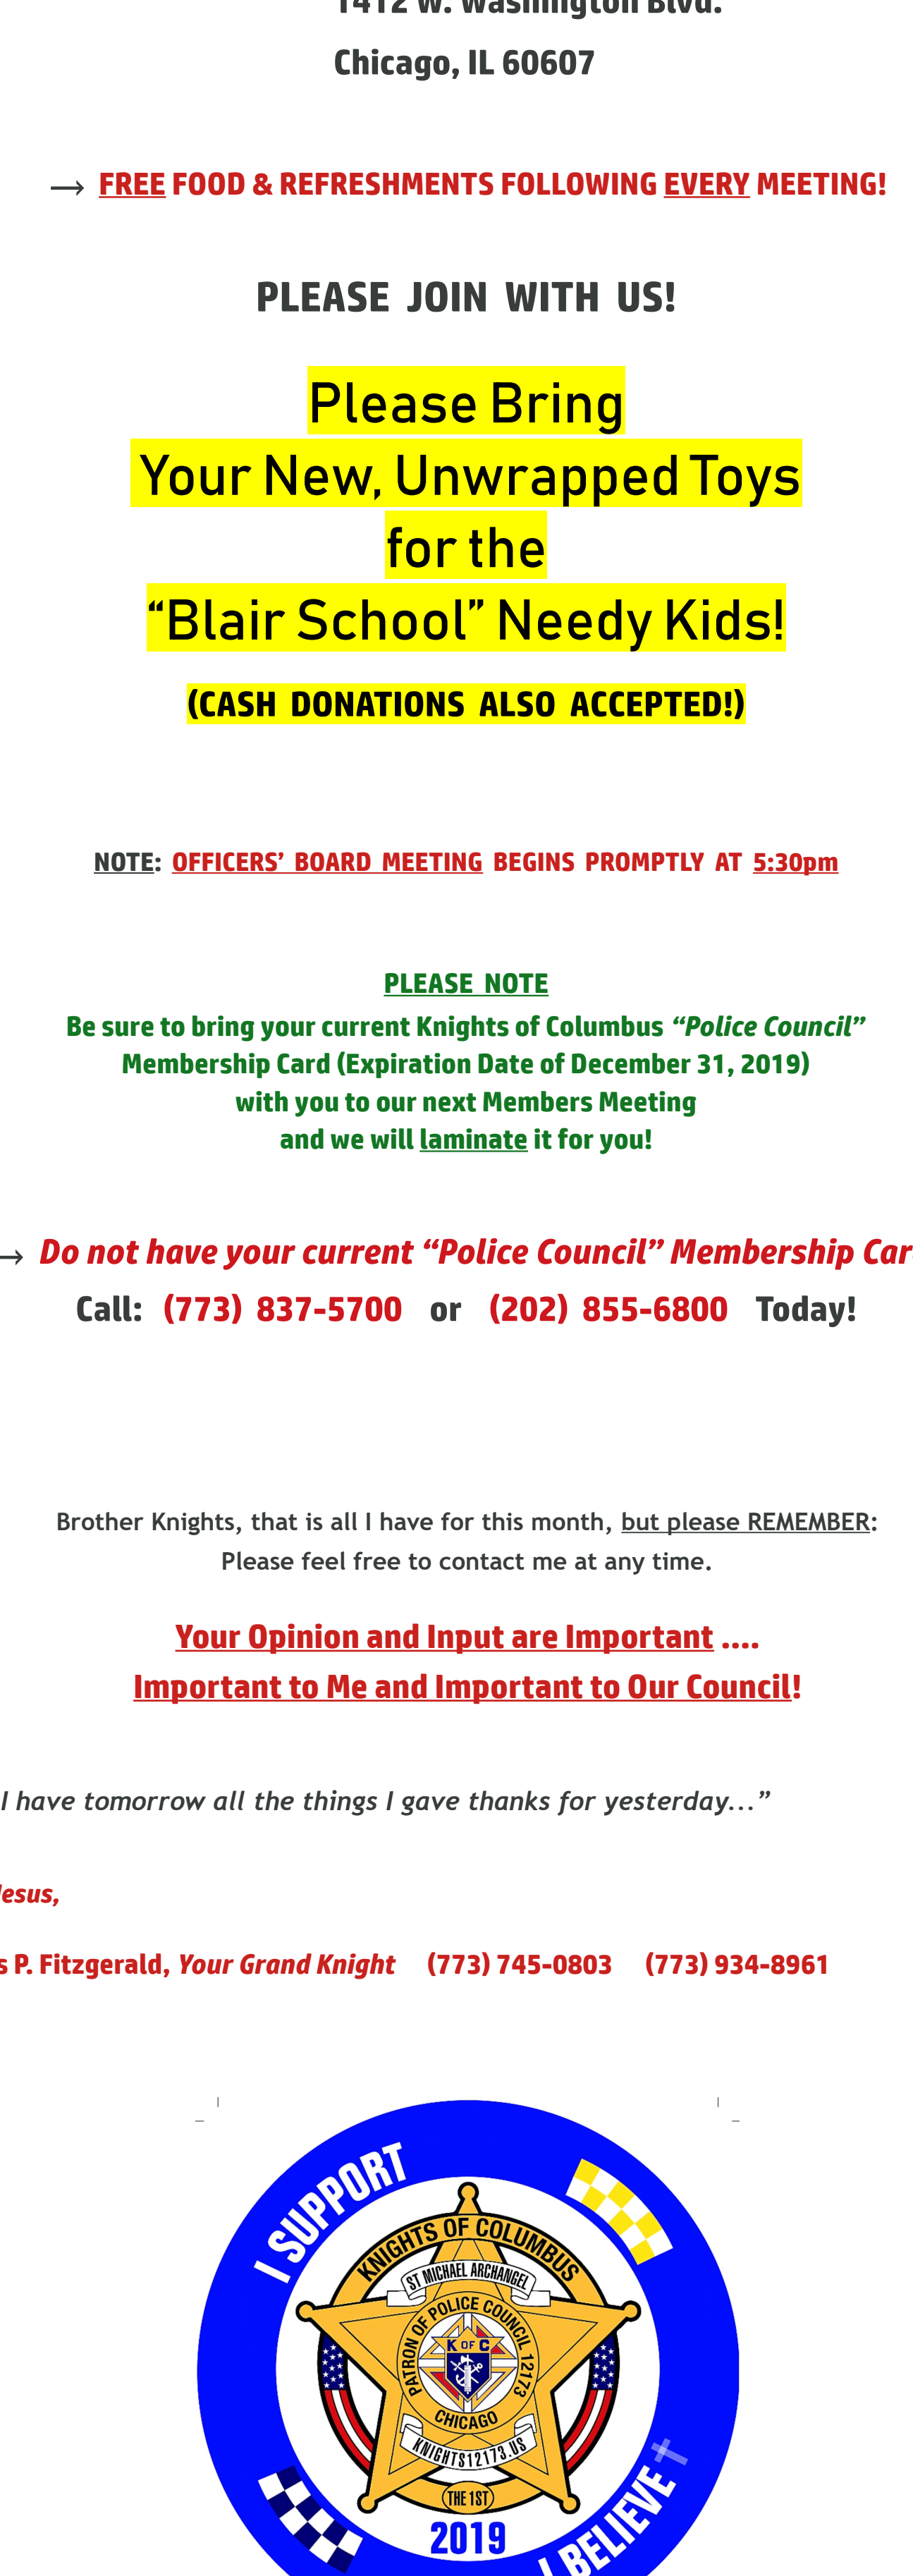 1412 W. Washington Blvd.
Chicago, IL 60607
→ FREE FOOD & REFRESHMENTS FOLLOWING EVERY MEETING!
PLEASE JOIN WITH US!
Please Bring
Your New, Unwrapped Toys
for the
“Blair School” Needy Kids!
(CASH DONATIONS ALSO ACCEPTED!)
NOTE: OFFICERS’ BOARD MEETING BEGINS PROMPTLY AT 5:30pm
PLEASE NOTE
Be sure to bring your current Knights of Columbus “Police Council”
Membership Card (Expiration Date of December 31, 2019)
with you to our next Members Meeting
and we will laminate it for you!
→ Do not have your current “Police Council” Membership Car
Call: (773) 837-5700 or (202) 855-6800 Today!
Brother Knights, that is all I have for this month, but please REMEMBER:
Please feel free to contact me at any time.
Your Opinion and Input are Important ....
Important to Me and Important to Our Council!
I have tomorrow all the things I gave thanks for yesterday...”
Jesus,
s P. Fitzgerald, Your Grand Knight (773) 745-0803 (773) 934-8961
I SUPPORT
KNIGHTS OF COLUMBUS
ST MICHAEL ARCHANGEL
PATRON OF POLICE COUNCIL 12173
K OF C
CHICAGO
KNIGHTS12173.US
THE 1ST
2019
I BELIEVE